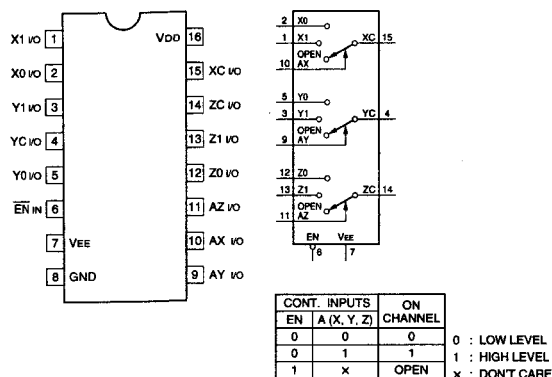 X1 I/O 1
X0 I/O 2
Y1 I/O 3
YC I/O 4
Y0 I/O 5
EN IN 6
7 VEE
8 GND
VDD 16
15 XC I/O
14 ZC I/O
13 Z1 I/O
12 Z0 I/O
11 AZ I/O
10 AX I/O
9 AY I/O
2 X0
1 X1 XC 15
OPEN
10 AX
5 Y0
3 Y1 YC 4
OPEN
9 AY
12 Z0
13 Z1 ZC 14
OPEN
11 AZ
EN VEE
6 7
CONT. INPUTS ON CHANNEL
EN A (X, Y, Z)
0 0 0
0 1 1
1 × OPEN
0 : LOW LEVEL
1 : HIGH LEVEL
× : DON'T CARE